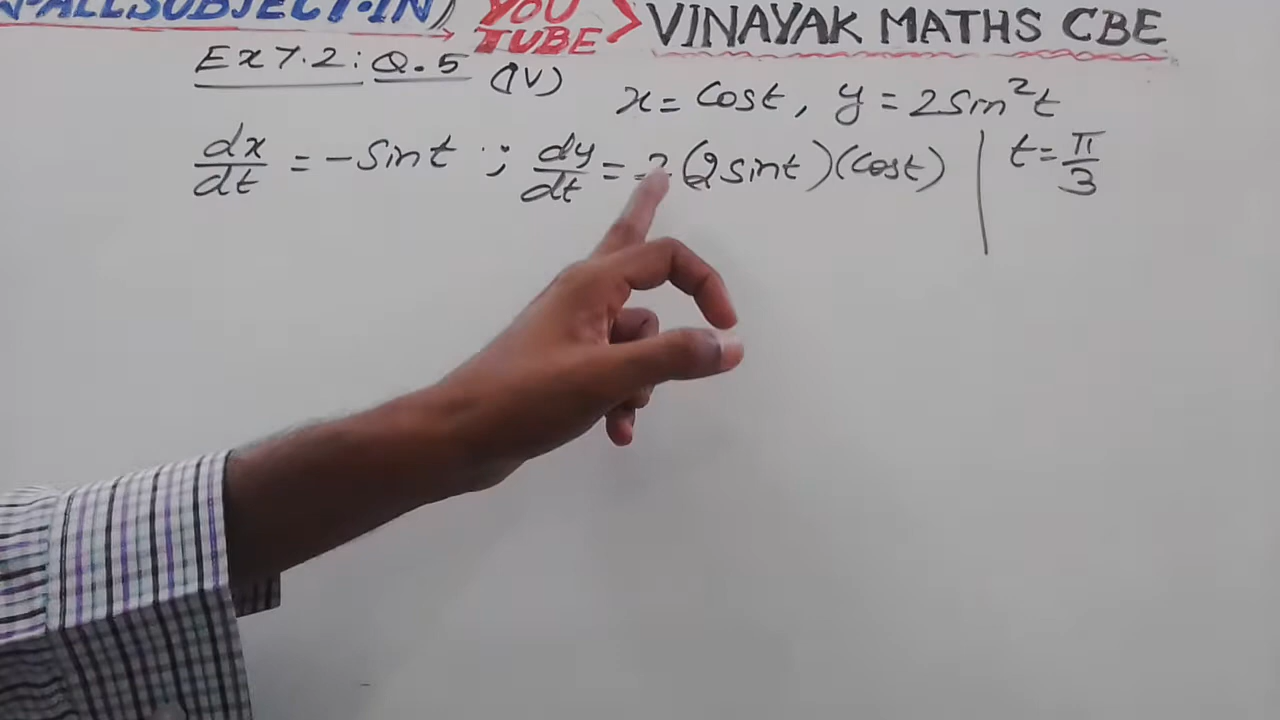 ALLSUBJECT.IN) YOU TUBE > VINAYAK MATHS CBE
Ex 7.2 : Q.5 (IV) x = cost, y = 2sin²t
dx/dt = -sint ; dy/dt = 2(2sint)(cost) | t = π/3